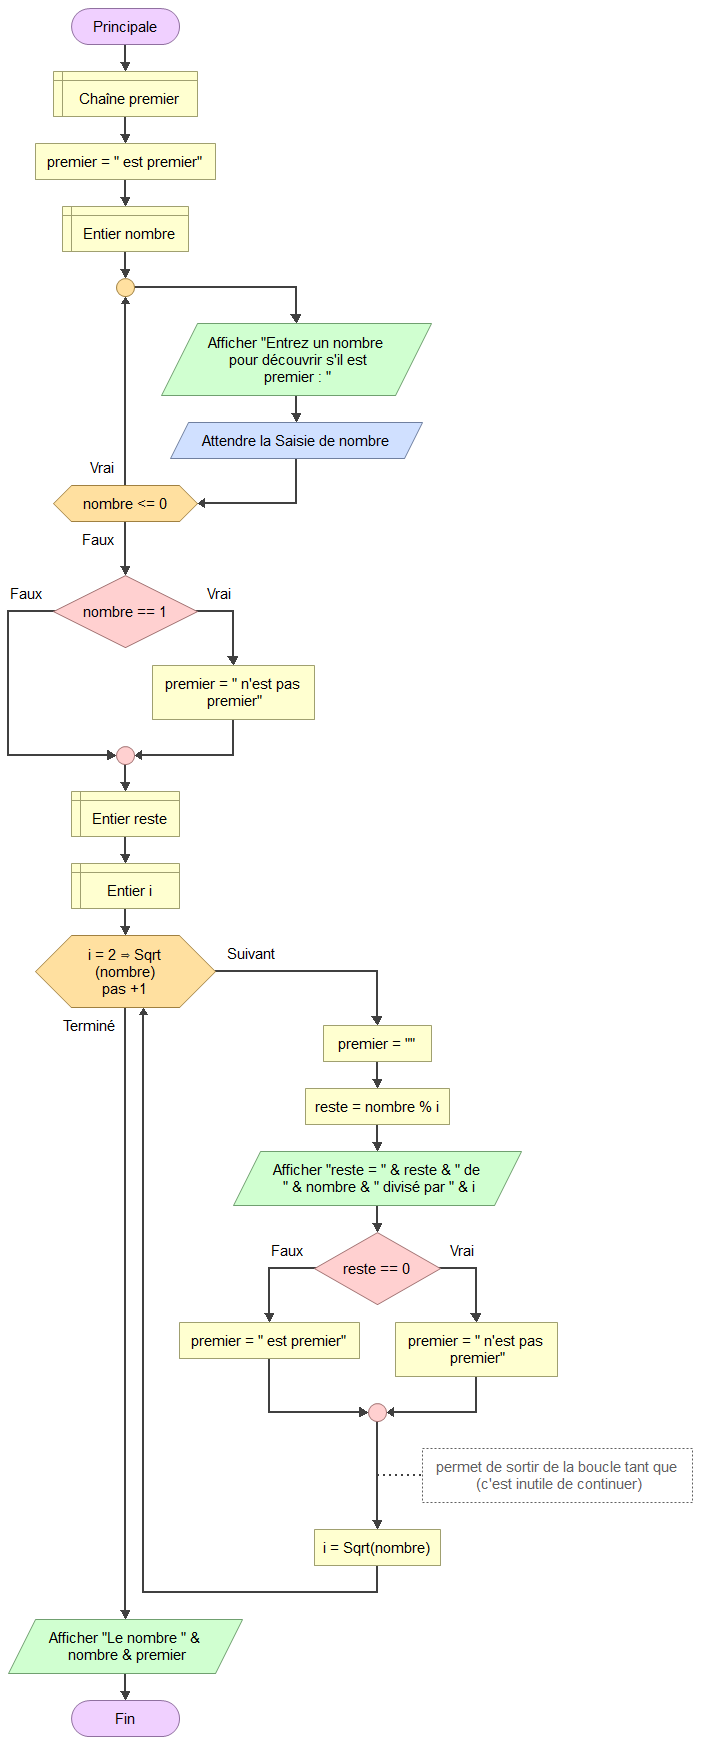 Principale
Chaîne premier
premier = " est premier"
Entier nombre
Afficher "Entrez un nombre
pour découvrir s'il est
premier : "
Attendre la Saisie de nombre
Vrai
nombre <= 0
Faux
Faux
Vrai
nombre == 1
premier = " n'est pas
premier"
Entier reste
Entier i
i = 2 ⇒ Sqrt
(nombre)
pas +1
Suivant
Terminé
premier = ""
reste = nombre % i
Afficher "reste = " & reste & " de
" & nombre & " divisé par " & i
Faux
Vrai
reste == 0
premier = " est premier"
premier = " n'est pas
premier"
permet de sortir de la boucle tant que
(c'est inutile de continuer)
i = Sqrt(nombre)
Afficher "Le nombre " &
nombre & premier
Fin